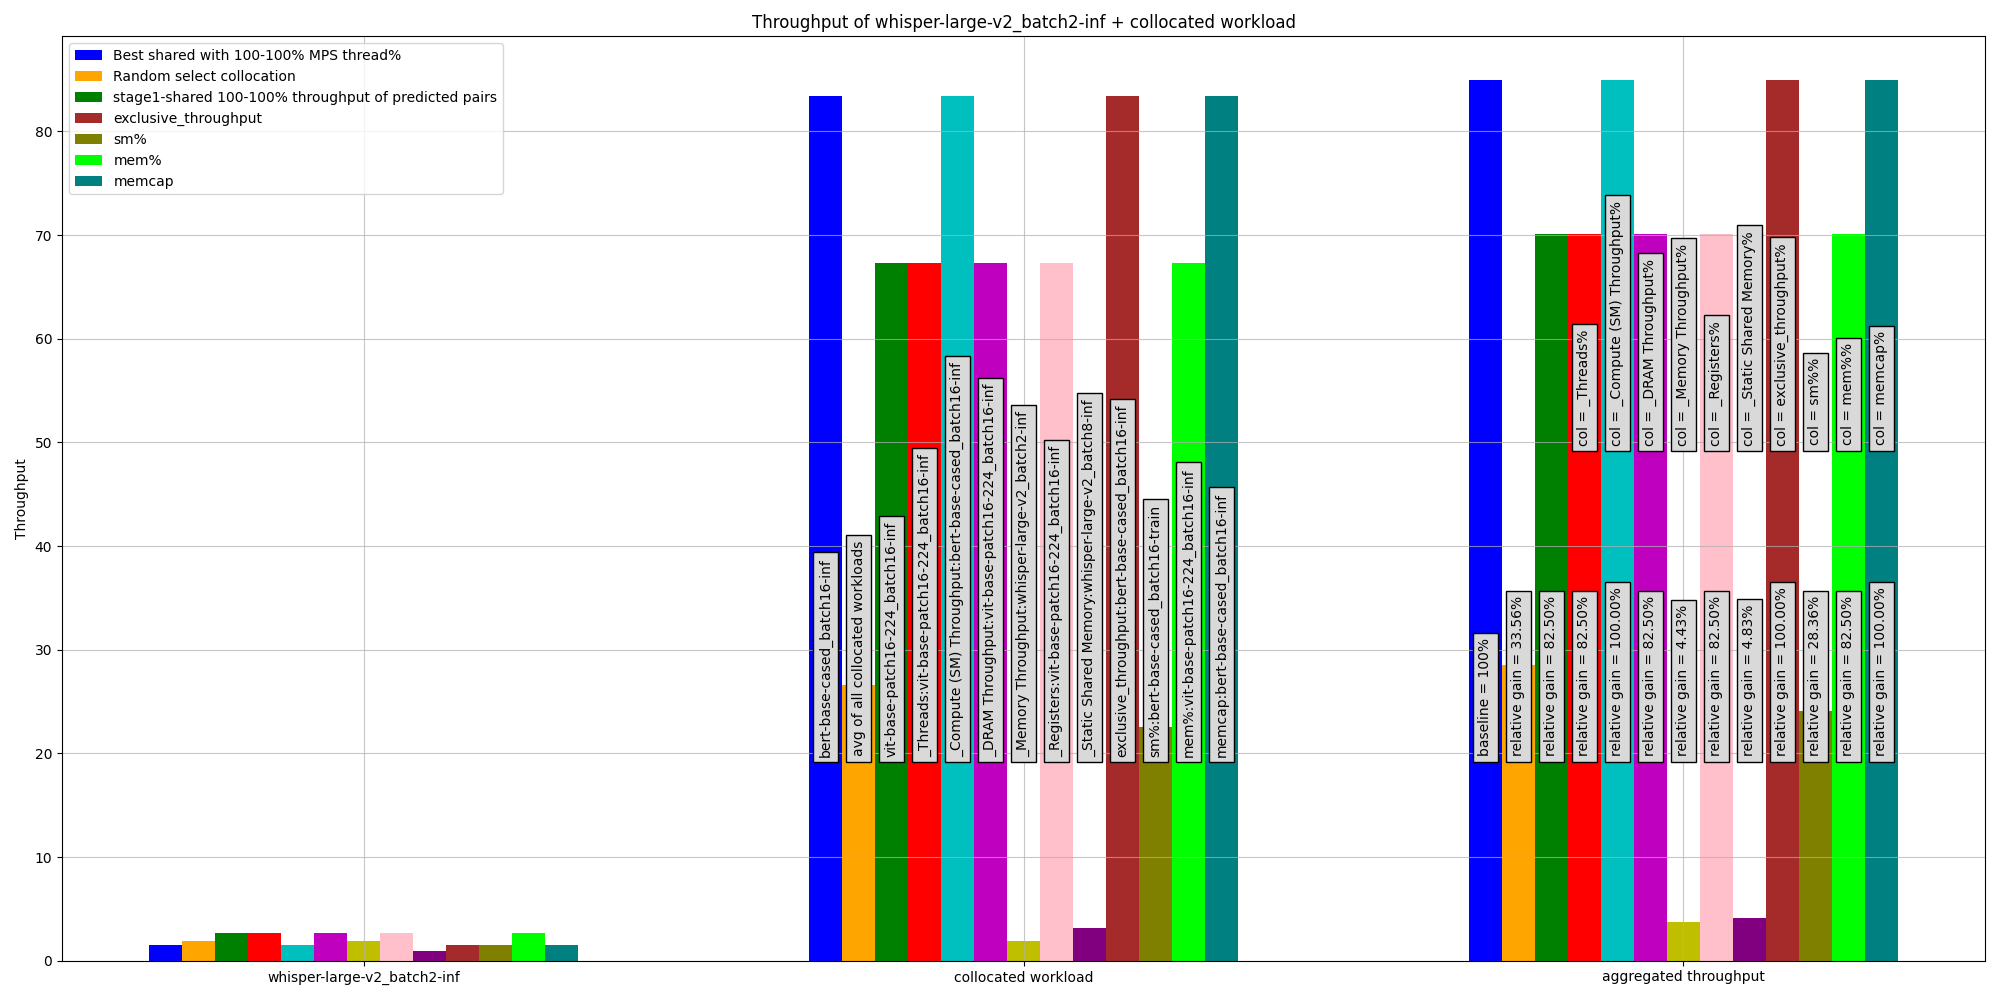 Throughput of whisper-large-v2_batch2-inf + collocated workload
Best shared with 100-100% MPS thread%
Random select collocation
stage1-shared 100-100% throughput of predicted pairs
exclusive_throughput
sm%
mem%
memcap
Throughput
80
70
60
50
40
30
20
10
0
bert-base-cased_batch16-inf
avg of all collocated workloads
vit-base-patch16-224_batch16-inf
_Threads:vit-base-patch16-224_batch16-inf
_Compute (SM) Throughput:bert-base-cased_batch16-inf
_DRAM Throughput:vit-base-patch16-224_batch16-inf
_Memory Throughput:whisper-large-v2_batch2-inf
_Registers:vit-base-patch16-224_batch16-inf
_Static Shared Memory:whisper-large-v2_batch8-inf
exclusive_throughput:bert-base-cased_batch16-inf
sm%:bert-base-cased_batch16-train
mem%:vit-base-patch16-224_batch16-inf
memcap:bert-base-cased_batch16-inf
col = _Threads%
col = _Compute (SM) Throughput%
col = _DRAM Throughput%
col = _Memory Throughput%
col = _Registers%
col = _Static Shared Memory%
col = exclusive_throughput%
col = sm%%
col = mem%%
col = memcap%
baseline = 100%
relative gain = 33.56%
relative gain = 82.50%
relative gain = 82.50%
relative gain = 100.00%
relative gain = 82.50%
relative gain = 4.43%
relative gain = 82.50%
relative gain = 4.83%
relative gain = 100.00%
relative gain = 28.36%
relative gain = 82.50%
relative gain = 100.00%
whisper-large-v2_batch2-inf
collocated workload
aggregated throughput